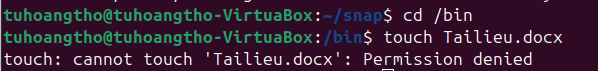 tuhoangtho@tuhoangtho-VirtuaBox:~/snap$ cd /bin
tuhoangtho@tuhoangtho-VirtuaBox:/bin$ touch Tailieu.docx
touch: cannot touch 'Tailieu.docx': Permission denied